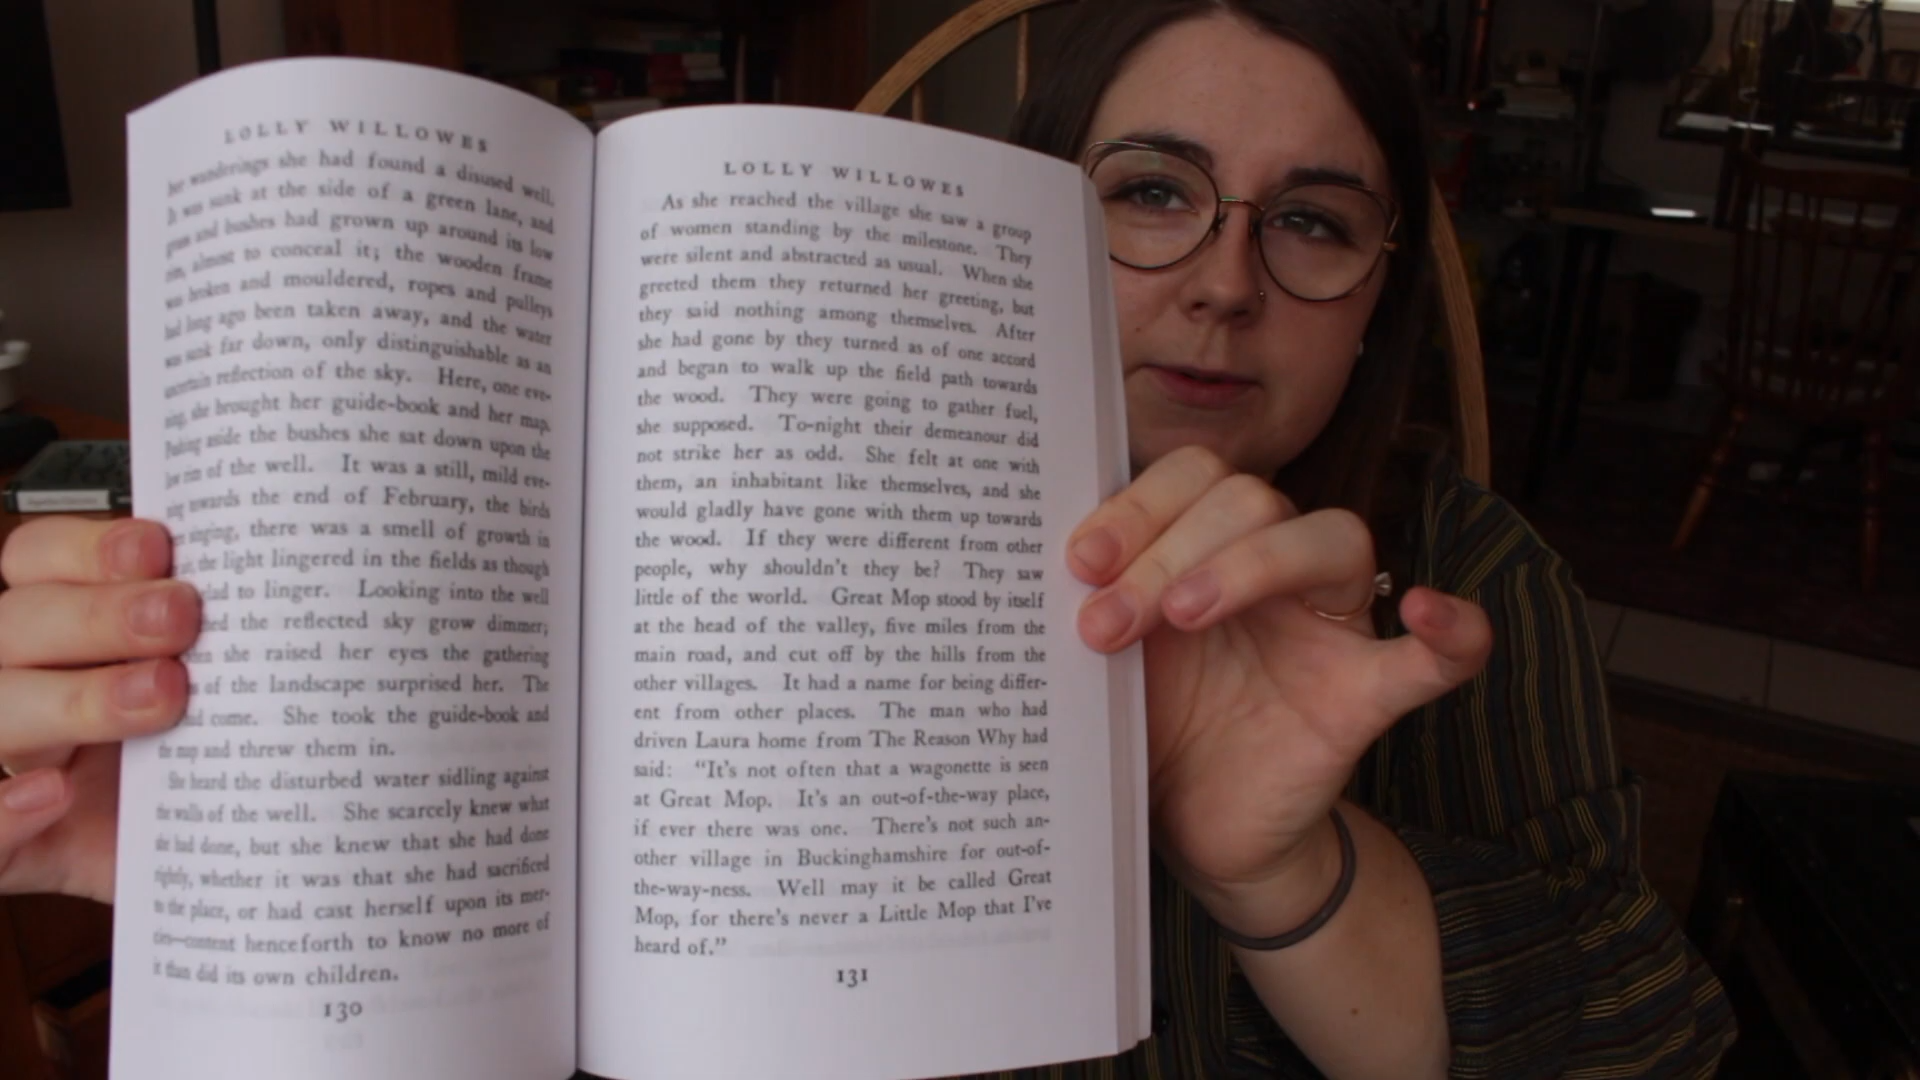 LOLLY WILLOWES
her wanderings she had found a disused well.
It was sunk at the side of a green lane, and
grass and bushes had grown up around its low
rim, almost to conceal it; the wooden frame
was broken and mouldered, ropes and pulleys
had long ago been taken away, and the water
was sunk far down, only distinguishable as an
uncertain reflection of the sky. Here, one eve-
ning, she brought her guide-book and her map.
Pushing aside the bushes she sat down upon the
low rim of the well. It was a still, mild eve-
ning towards the end of February, the birds
singing, there was a smell of growth in
the light lingered in the fields as though
glad to linger. Looking into the well
the reflected sky grow dimmer;
she raised her eyes the gathering
of the landscape surprised her. The
had come. She took the guide-book and
the map and threw them in.
She heard the disturbed water sidling against
the walls of the well. She scarcely knew what
she had done, but she knew that she had done
rightly, whether it was that she had sacrificed
to the place, or had cast herself upon its mer-
cies—content henceforth to know no more of
it than did its own children.
130
LOLLY WILLOWES
As she reached the village she saw a group
of women standing by the milestone. They
were silent and abstracted as usual. When she
greeted them they returned her greeting, but
they said nothing among themselves. After
she had gone by they turned as of one accord
and began to walk up the field path towards
the wood. They were going to gather fuel,
she supposed. To-night their demeanour did
not strike her as odd. She felt at one with
them, an inhabitant like themselves, and she
would gladly have gone with them up towards
the wood. If they were different from other
people, why shouldn't they be? They saw
little of the world. Great Mop stood by itself
at the head of the valley, five miles from the
main road, and cut off by the hills from the
other villages. It had a name for being differ-
ent from other places. The man who had
driven Laura home from The Reason Why had
said: "It's not often that a wagonette is seen
at Great Mop. It's an out-of-the-way place,
if ever there was one. There's not such an-
other village in Buckinghamshire for out-of-
the-way-ness. Well may it be called Great
Mop, for there's never a Little Mop that I've
heard of."
131